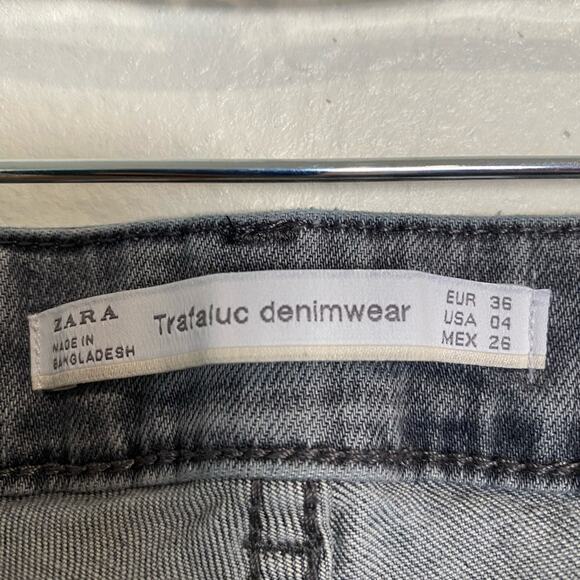 ZARA
MADE IN
BANGLADESH
Trafaluc denimwear
EUR 36
USA 04
MEX 26